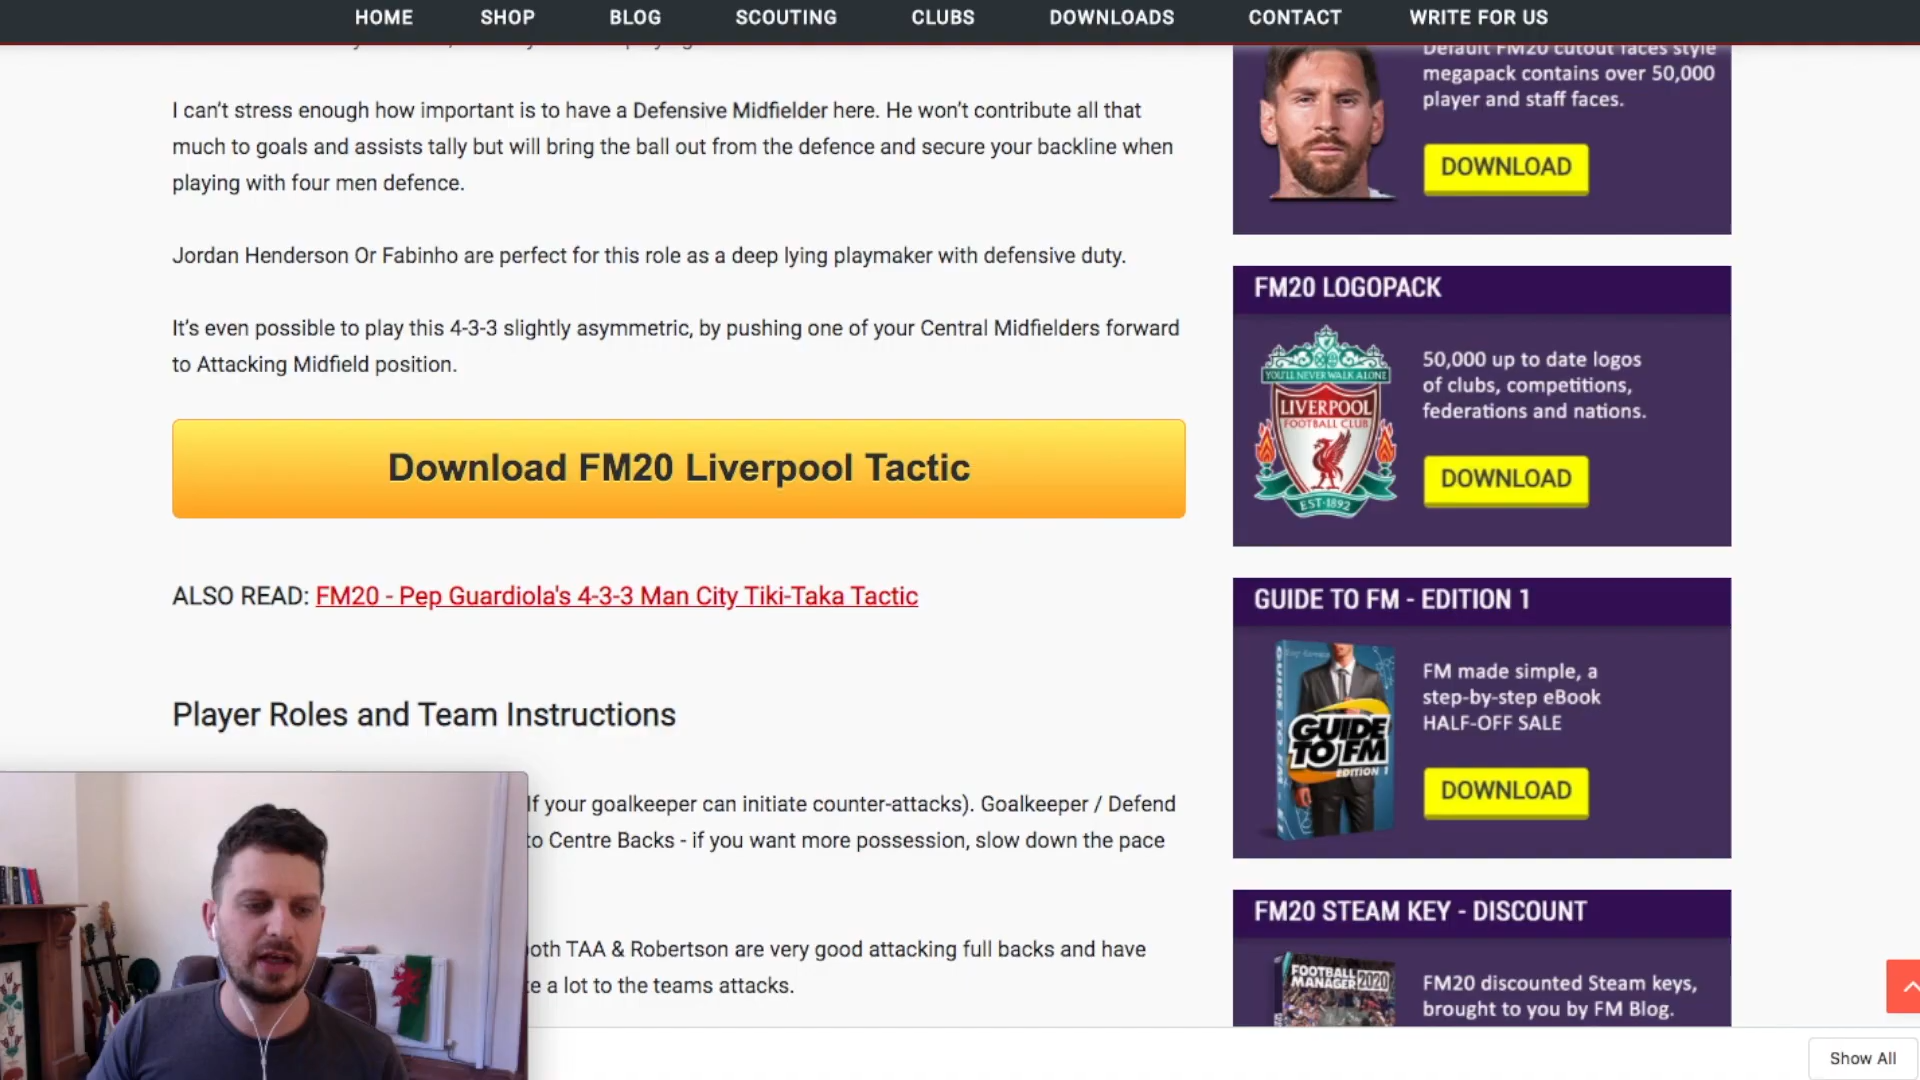 HOME SHOP BLOG SCOUTING CLUBS DOWNLOADS CONTACT WRITE FOR US
I can’t stress enough how important is to have a Defensive Midfielder here. He won’t contribute all that
much to goals and assists tally but will bring the ball out from the defence and secure your backline when
playing with four men defence.
Jordan Henderson Or Fabinho are perfect for this role as a deep lying playmaker with defensive duty.
It’s even possible to play this 4-3-3 slightly asymmetric, by pushing one of your Central Midfielders forward
to Attacking Midfield position.
Download FM20 Liverpool Tactic
ALSO READ: FM20 - Pep Guardiola's 4-3-3 Man City Tiki-Taka Tactic
Player Roles and Team Instructions
If your goalkeeper can initiate counter-attacks). Goalkeeper / Defend
to Centre Backs - if you want more possession, slow down the pace
both TAA & Robertson are very good attacking full backs and have
a lot to the teams attacks.
Default FM20 cutout faces style
megapack contains over 50,000
player and staff faces.
DOWNLOAD
FM20 LOGOPACK
YOU'LL NEVER WALK ALONE
LIVERPOOL
FOOTBALL CLUB
EST·1892
50,000 up to date logos
of clubs, competitions,
federations and nations.
DOWNLOAD
GUIDE TO FM - EDITION 1
GUIDE
TO FM
EDITION 1
FM made simple, a
step-by-step eBook
HALF-OFF SALE
DOWNLOAD
FM20 STEAM KEY - DISCOUNT
FOOTBALL
MANAGER 2020
FM20 discounted Steam keys,
brought to you by FM Blog.
Show All